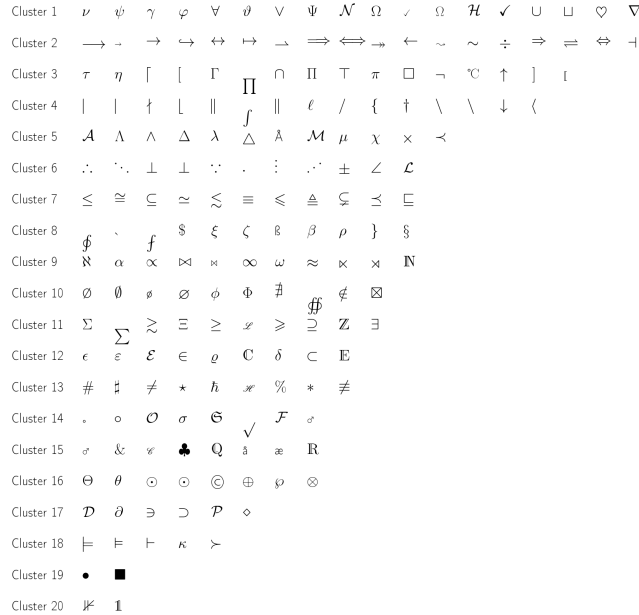 Cluster 1 ν ψ γ φ ∀ ϑ ∨ Ψ 𝒩 Ω ✓ Ω ℋ ✓ ∪ ⊔ ♡ ∇
Cluster 2 ⟶ → → ↪ ↔ ↦ ⇀ ⟹ ⟺ ↠ ← ⤳ ∼ ÷ ⇒ ⇌ ⇔ ⊣
Cluster 3 τ η ⌈ [ Γ ∏ ∩ Π ⊤ π □ ¬ ℃ ↑ ] [
Cluster 4 | | ∤ ⌊ ∥ ∫ ‖ ℓ / { † \ \ ↓ ⟨
Cluster 5 𝒜 Λ ∧ Δ λ △ Å ℳ μ χ × ≺
Cluster 6 ∴ ⋱ ⊥ ⊥ ∵ . ⋮ ⋰ ± ∠ ℒ
Cluster 7 ≤ ≅ ⊆ ≃ ≲ ≡ ⩽ ≜ ⊊ ⪯ ⊑
Cluster 8 ∮ ` ⨍ $ ξ ζ ß β ρ } §
Cluster 9 ℵ α ∝ ⋈ ⋈ ∞ ω ≈ ⋉ ⋊ ℕ
Cluster 10 ∅ ∅ ø ∅ ϕ Φ ∄ ∯ ∉ ⊠
Cluster 11 Σ ∑ ≳ Ξ ≥ ℒ ⩾ ⊇ ℤ ∃
Cluster 12 ϵ ε ℰ ∈ ϱ ℂ δ ⊂ 𝔼
Cluster 13 # ♯ ≠ ⋆ ℏ ℋ % * ≢
Cluster 14 ∘ ∘ 𝒪 σ 𝔖 √ ℱ ♂
Cluster 15 ♂ & 𝒞 ♣ ℚ å æ ℝ
Cluster 16 Θ θ ⊙ ⊙ © ⊕ ℘ ⊗
Cluster 17 𝒟 ∂ ∋ ⊃ 𝒫 ⋄
Cluster 18 ⊨ ⊨ ⊢ κ ≻
Cluster 19 • ■
Cluster 20 ⊮ 𝟙